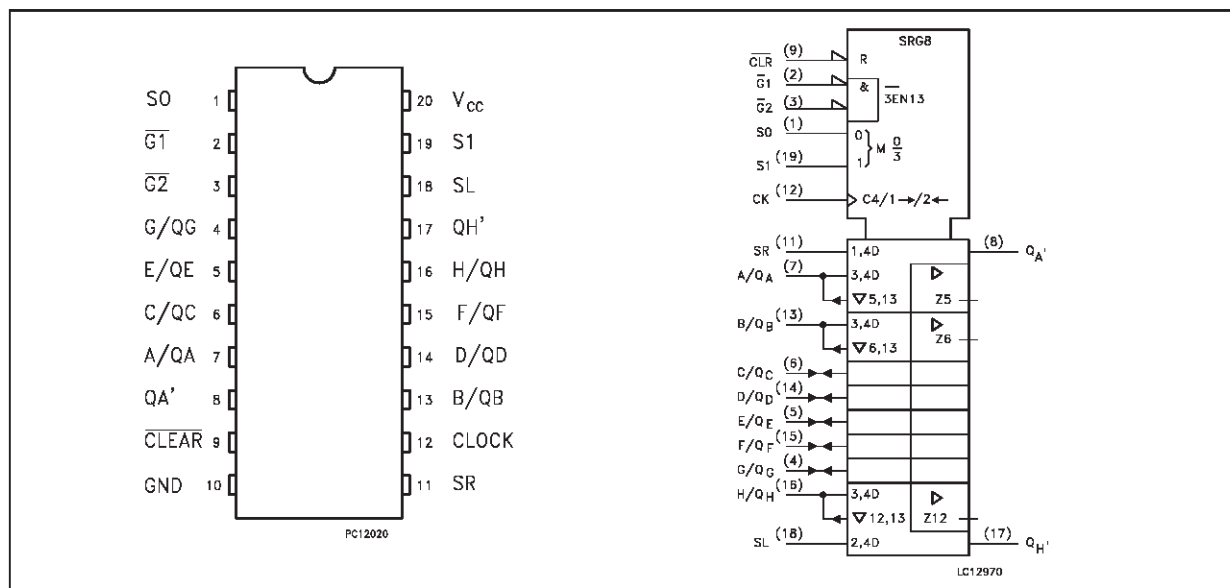 S0 1 20 VCC
G1 2 19 S1
G2 3 18 SL
G/QG 4 17 QH'
E/QE 5 16 H/QH
C/QC 6 15 F/QF
A/QA 7 14 D/QD
QA' 8 13 B/QB
CLEAR 9 12 CLOCK
GND 10 11 SR
PC12020
SRG8
CLR (9) R
G1 (2) &
3EN13
G2 (3)
S0 (1) 0
} M 0/3
S1 (19) 1
CK (12) C4/1→/2←
SR (11) 1,4D (8) QA'
A/QA (7) 3,4D
▽5,13 Z5
B/QB (13) 3,4D
▽6,13 Z6
C/QC (6)
D/QD (14)
E/QE (5)
F/QF (15)
G/QG (4)
H/QH (16) 3,4D
▽12,13 Z12
SL (18) 2,4D (17) QH'
LC12970